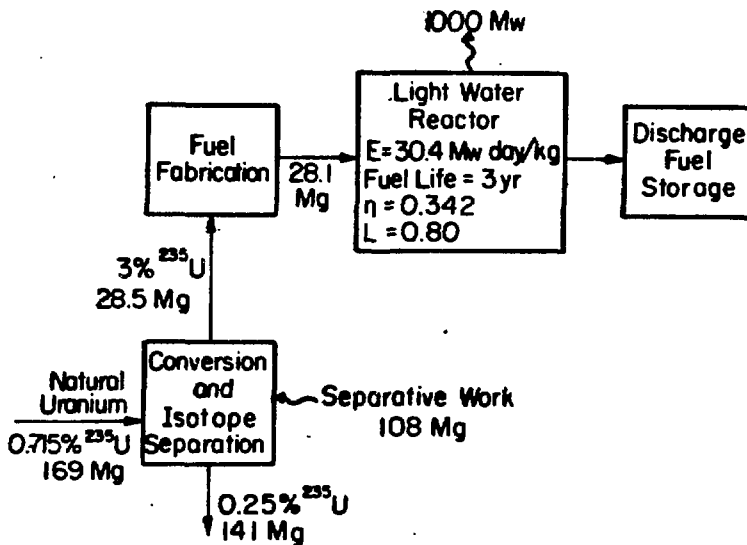 1000 Mw
Light Water
Reactor
E=30.4 Mw day/kg
Fuel Life = 3 yr
η = 0.342
L = 0.80
Fuel
Fabrication
28.1
Mg
Discharge
Fuel
Storage
3% ²³⁵U
28.5 Mg
Conversion
and
Isotope
Separation
Natural
Uranium
0.715% ²³⁵U
169 Mg
Separative Work
108 Mg
0.25% ²³⁵U
141 Mg